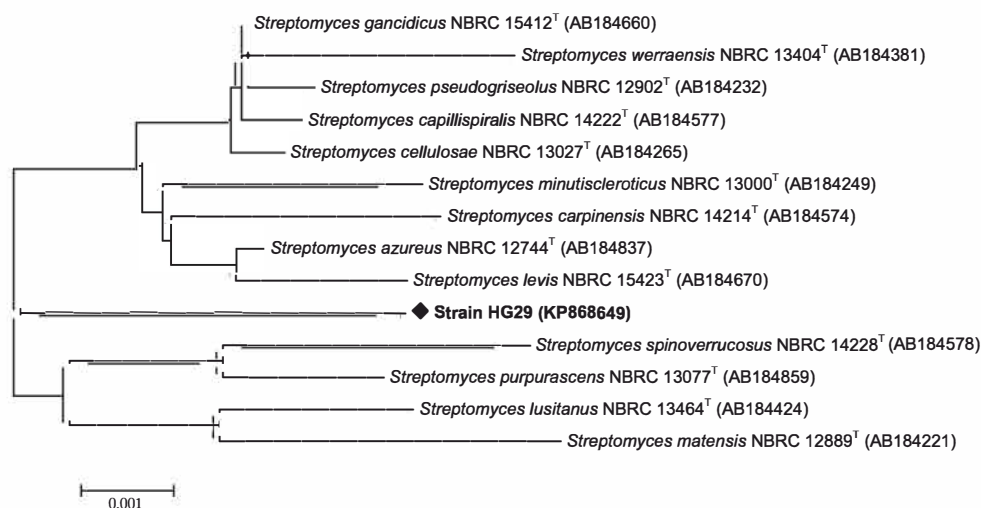 Streptomyces gancidicus NBRC 15412ᵀ (AB184660)
Streptomyces werraensis NBRC 13404ᵀ (AB184381)
Streptomyces pseudogriseolus NBRC 12902ᵀ (AB184232)
Streptomyces capillispiralis NBRC 14222ᵀ (AB184577)
Streptomyces cellulosae NBRC 13027ᵀ (AB184265)
Streptomyces minutiscleroticus NBRC 13000ᵀ (AB184249)
Streptomyces carpinensis NBRC 14214ᵀ (AB184574)
Streptomyces azureus NBRC 12744ᵀ (AB184837)
Streptomyces levis NBRC 15423ᵀ (AB184670)
Strain HG29 (KP868649)
Streptomyces spinoverrucosus NBRC 14228ᵀ (AB184578)
Streptomyces purpurascens NBRC 13077ᵀ (AB184859)
Streptomyces lusitanus NBRC 13464ᵀ (AB184424)
Streptomyces matensis NBRC 12889ᵀ (AB184221)
0.001